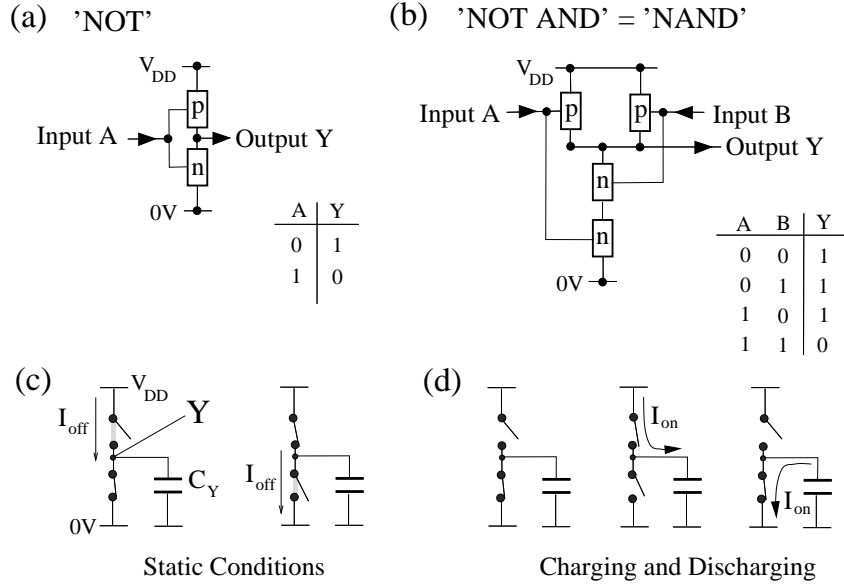 (a) 'NOT'
V_DD
p
Input A
Output Y
n
0V
A Y
0 1
1 0
(b) 'NOT AND' = 'NAND'
V_DD
p p
Input A
Input B
Output Y
n
n
0V
A B Y
0 0 1
0 1 1
1 0 1
1 1 0
(c)
V_DD
I_off
Y
C_Y
0V
I_off
Static Conditions
(d)
I_on
I_on
Charging and Discharging